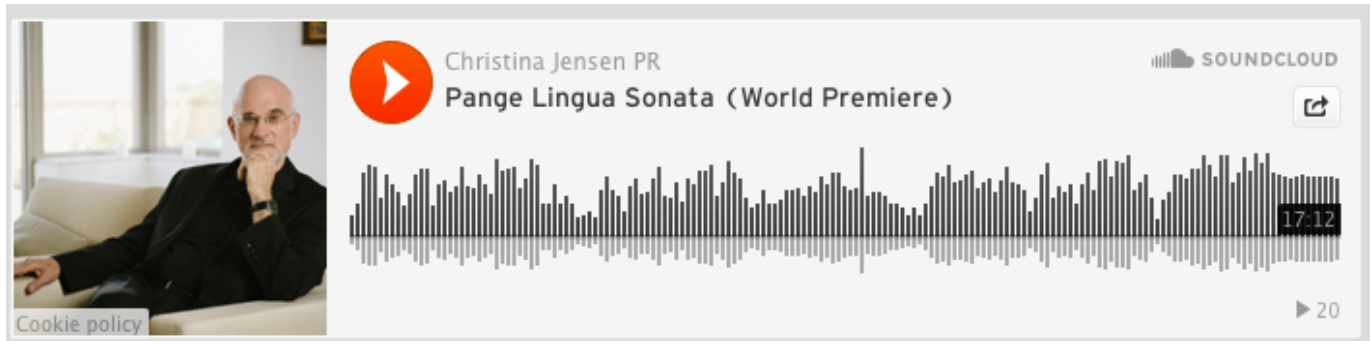 Christina Jensen PR
SOUNDCLOUD
Pange Lingua Sonata (World Premiere)
17:12
Cookie policy
20